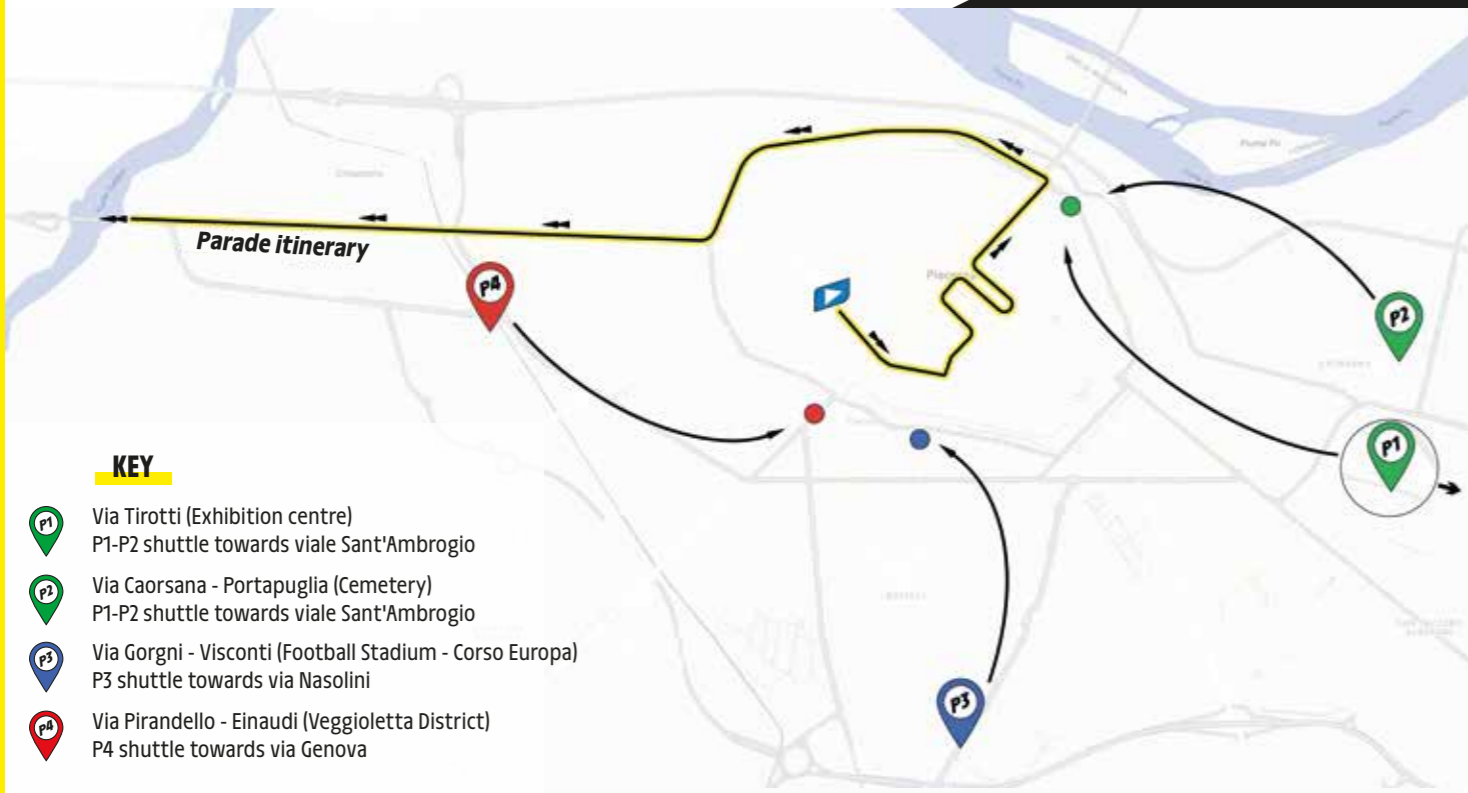 Parade itinerary
P4
P2
P1
P3
KEY
P1
Via Tirotti (Exhibition centre)
P1-P2 shuttle towards viale Sant'Ambrogio
P2
Via Caorsana - Portapuglia (Cemetery)
P1-P2 shuttle towards viale Sant'Ambrogio
P3
Via Gorgni - Visconti (Football Stadium - Corso Europa)
P3 shuttle towards via Nasolini
P4
Via Pirandello - Einaudi (Veggioletta District)
P4 shuttle towards via Genova